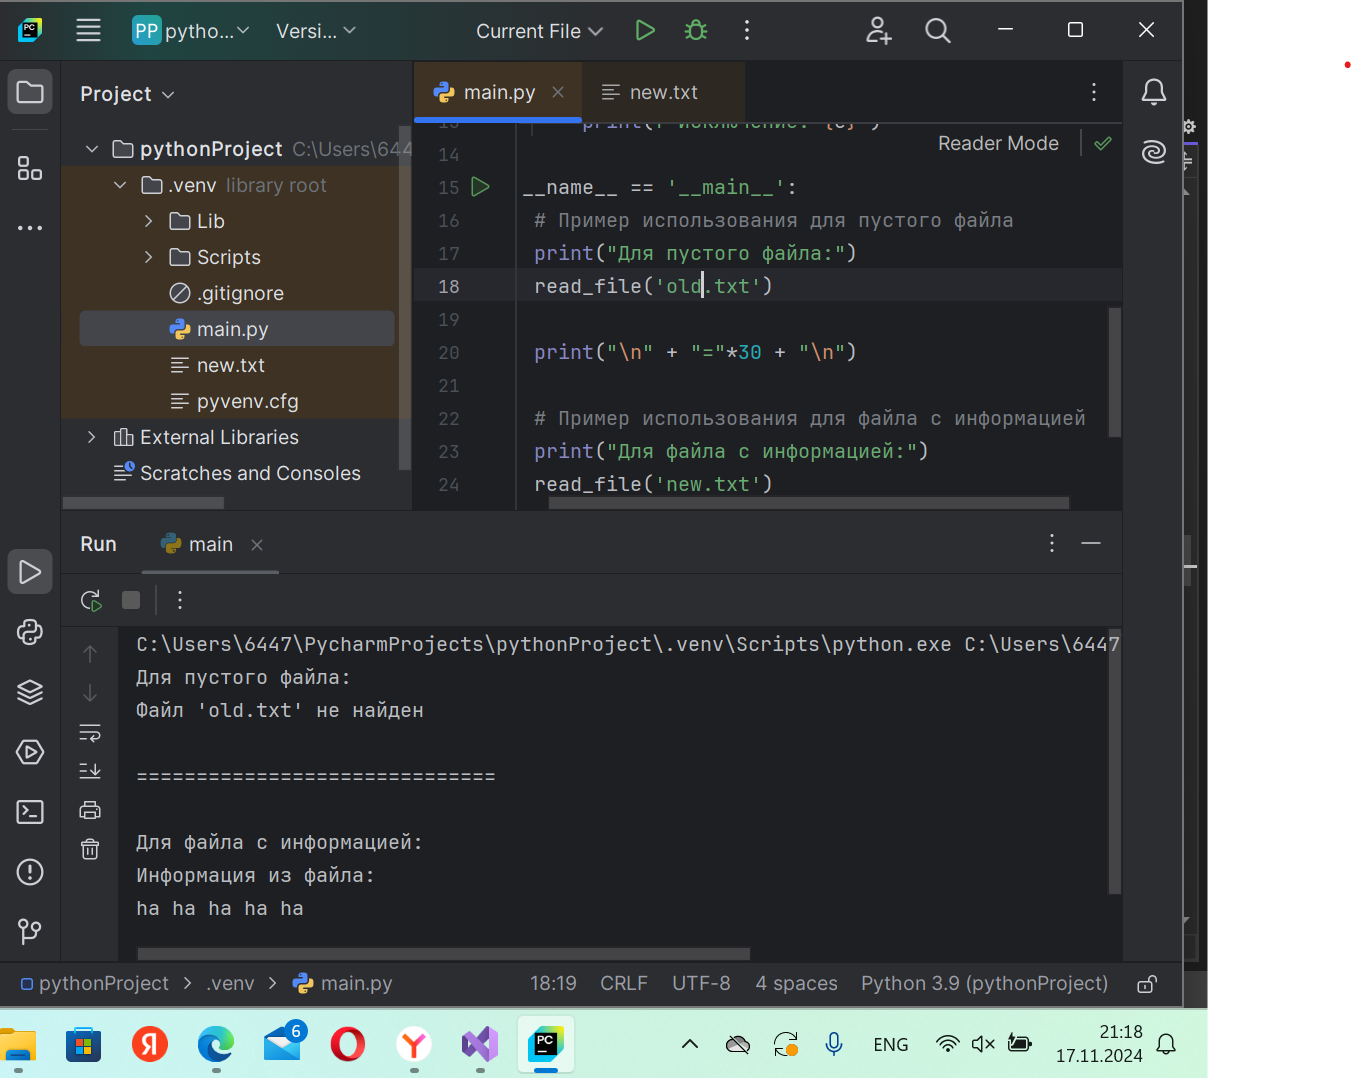 PC PP pytho... Versi... Current File
Project
pythonProject C:\Users\644
.venv library root
Lib
Scripts
.gitignore
main.py
new.txt
pyvenv.cfg
External Libraries
Scratches and Consoles
main.py new.txt
Reader Mode
14
15 __name__ == '__main__':
16 # Пример использования для пустого файла
17 print("Для пустого файла:")
18 read_file('old.txt')
19
20 print("\n" + "="*30 + "\n")
21
22 # Пример использования для файла с информацией
23 print("Для файла с информацией:")
24 read_file('new.txt')
Run main
C:\Users\6447\PycharmProjects\pythonProject\.venv\Scripts\python.exe C:\Users\6447
Для пустого файла:
Файл 'old.txt' не найден
==============================
Для файла с информацией:
Информация из файла:
ha ha ha ha ha
pythonProject > .venv > main.py 18:19 CRLF UTF-8 4 spaces Python 3.9 (pythonProject)
Я 6 Y PC ENG 21:18
17.11.2024